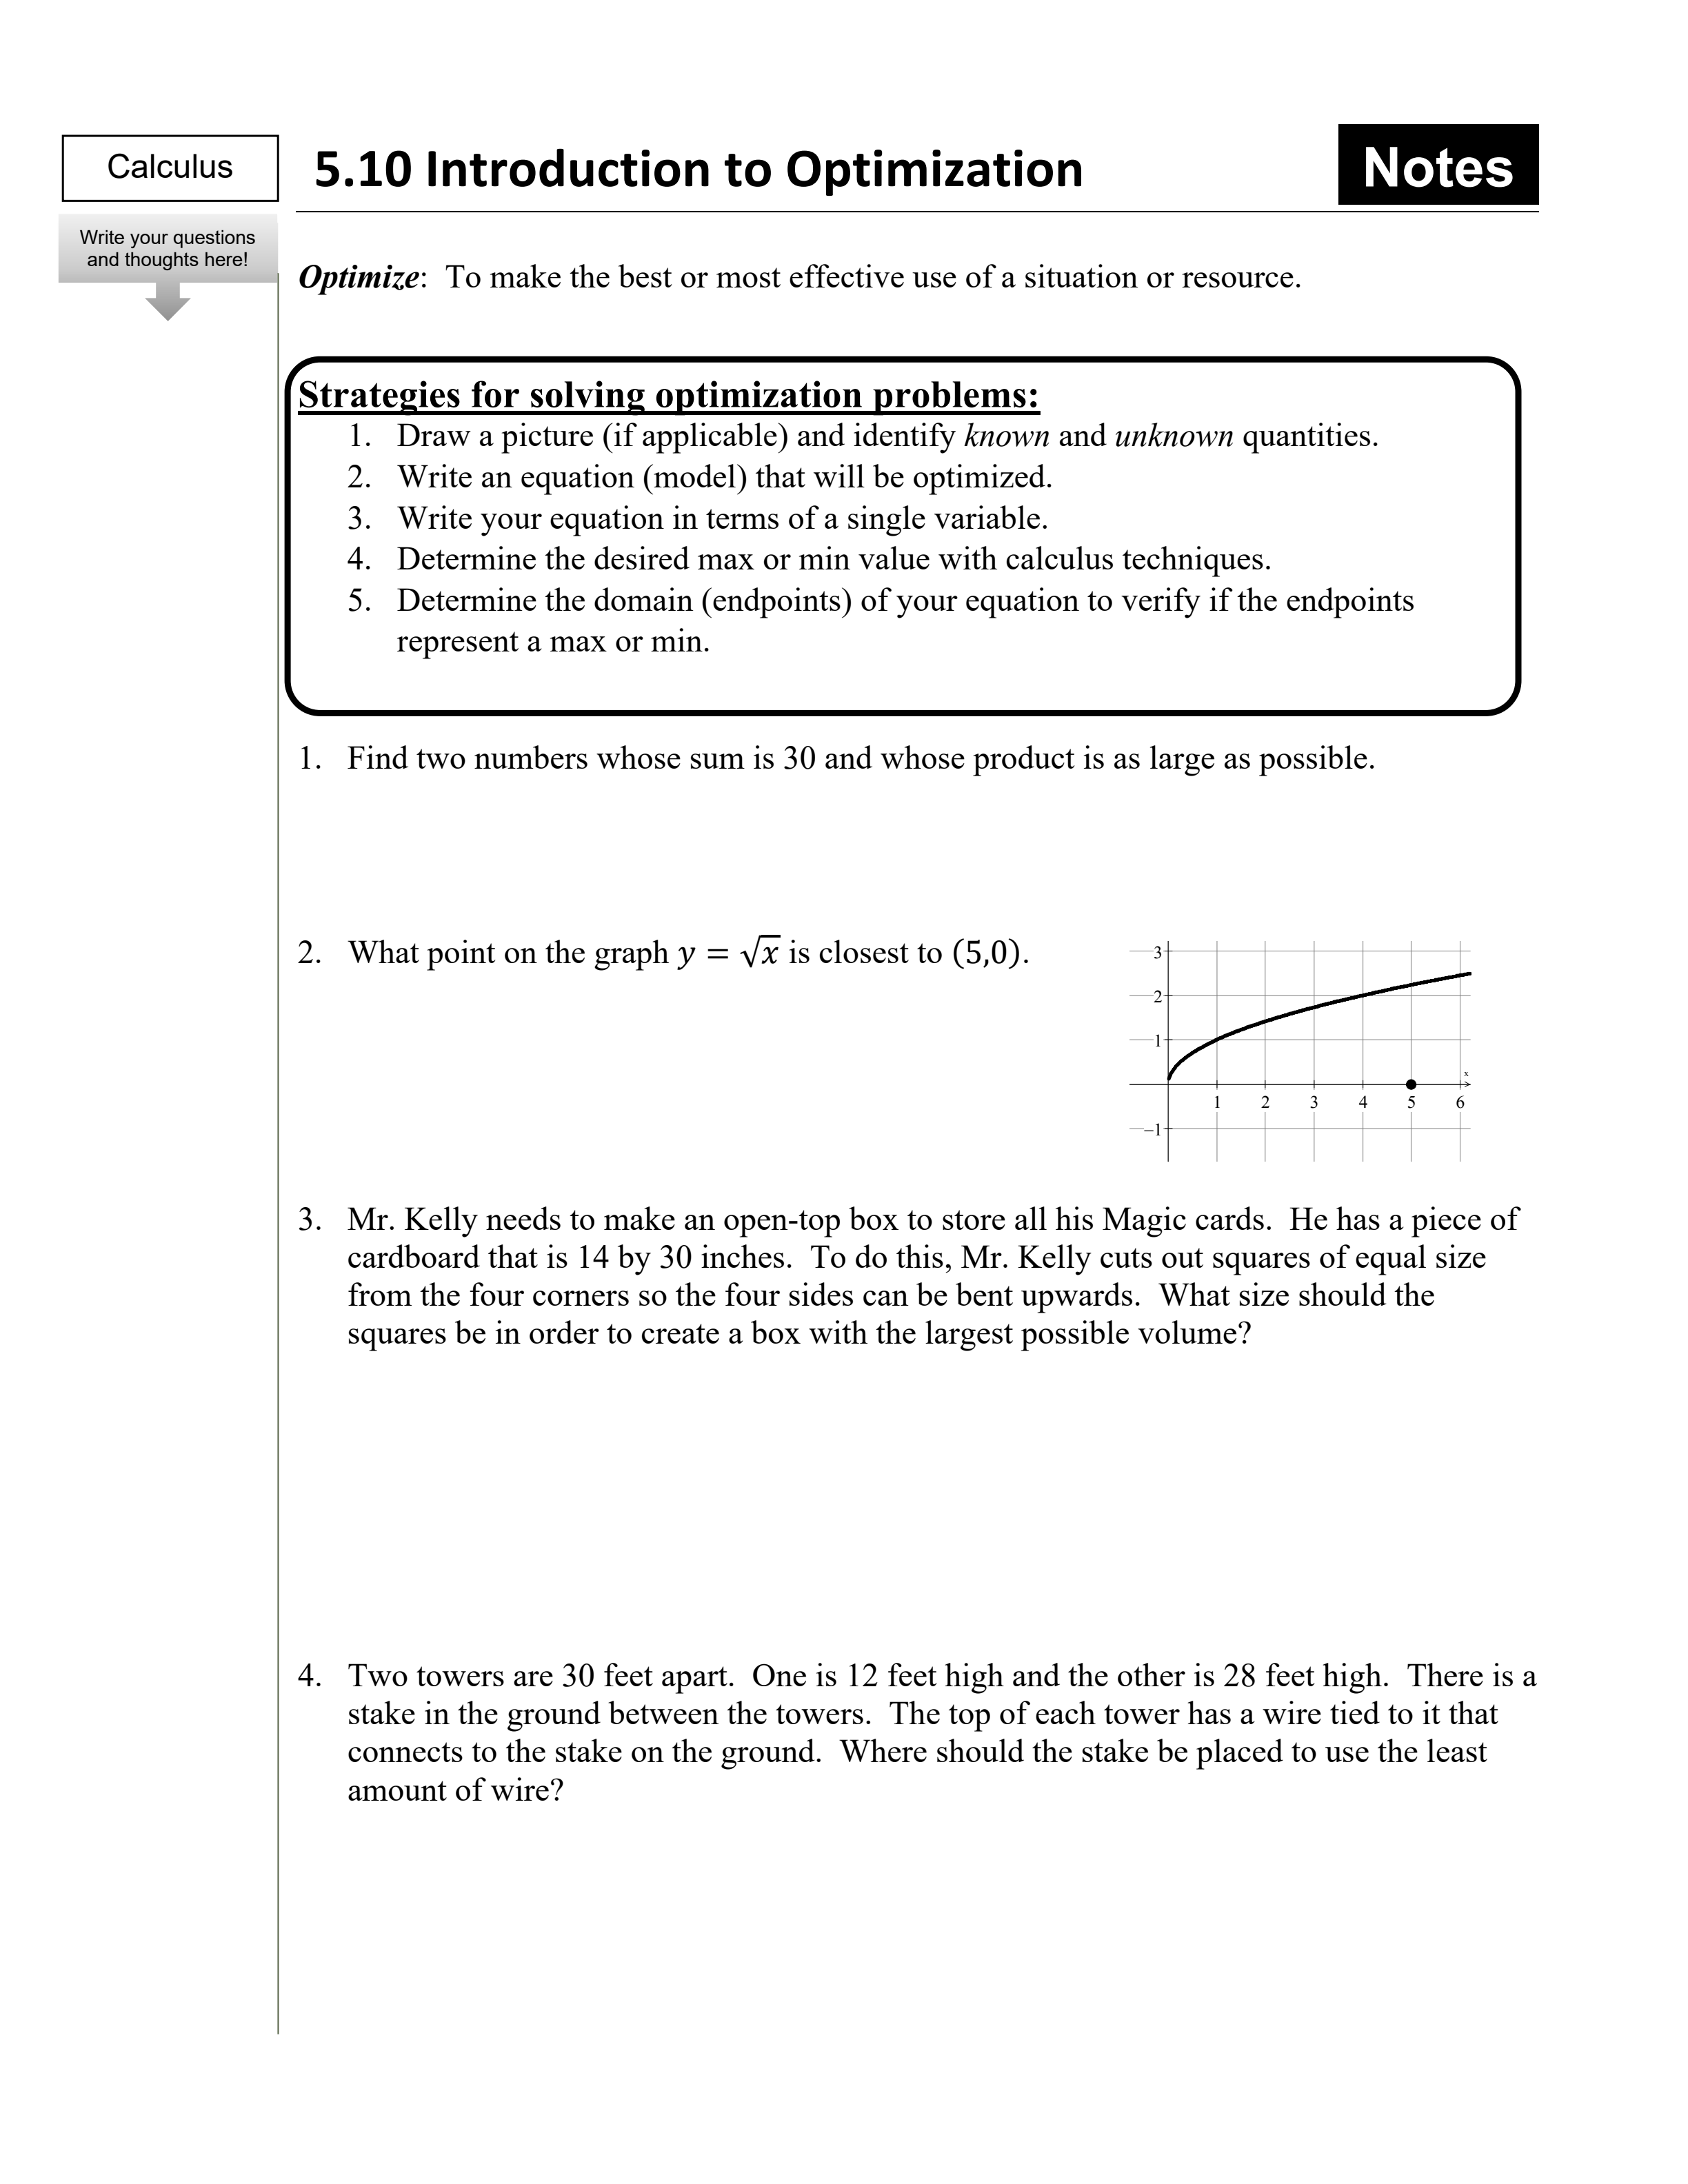 Calculus
5.10 Introduction to Optimization
Notes
Write your questions
and thoughts here!
Optimize: To make the best or most effective use of a situation or resource.
Strategies for solving optimization problems:
1. Draw a picture (if applicable) and identify known and unknown quantities.
2. Write an equation (model) that will be optimized.
3. Write your equation in terms of a single variable.
4. Determine the desired max or min value with calculus techniques.
5. Determine the domain (endpoints) of your equation to verify if the endpoints
represent a max or min.
1. Find two numbers whose sum is 30 and whose product is as large as possible.
2. What point on the graph y = √x is closest to (5,0).
3
2
1
x
1 2 3 4 5 6
−1
3. Mr. Kelly needs to make an open-top box to store all his Magic cards. He has a piece of
cardboard that is 14 by 30 inches. To do this, Mr. Kelly cuts out squares of equal size
from the four corners so the four sides can be bent upwards. What size should the
squares be in order to create a box with the largest possible volume?
4. Two towers are 30 feet apart. One is 12 feet high and the other is 28 feet high. There is a
stake in the ground between the towers. The top of each tower has a wire tied to it that
connects to the stake on the ground. Where should the stake be placed to use the least
amount of wire?